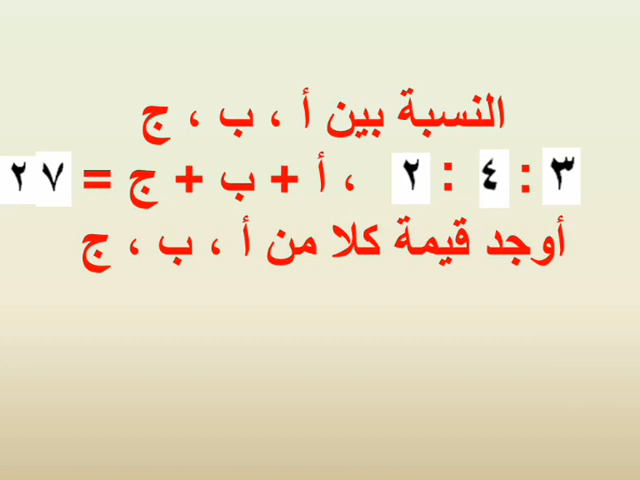 النسبة بين أ ، ب ، ج
٣ : ٤ : ٢ ، أ + ب + ج = ٢٧
أوجد قيمة كلا من أ ، ب ، ج